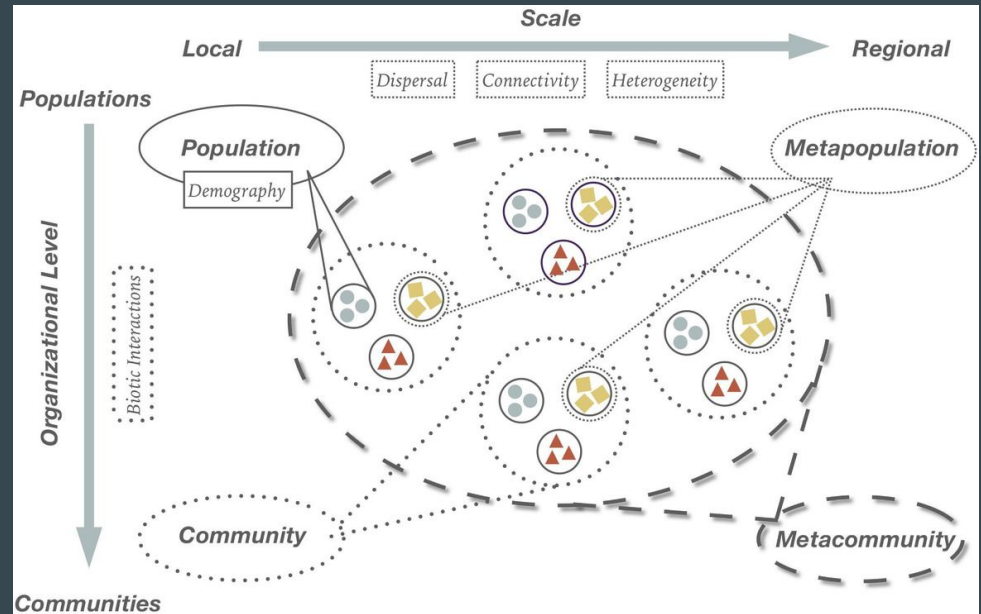 Scale
Local
Regional
Dispersal
Connectivity
Heterogeneity
Populations
Population
Demography
Metapopulation
Organizational Level
Biotic Interactions
Community
Metacommunity
Communities